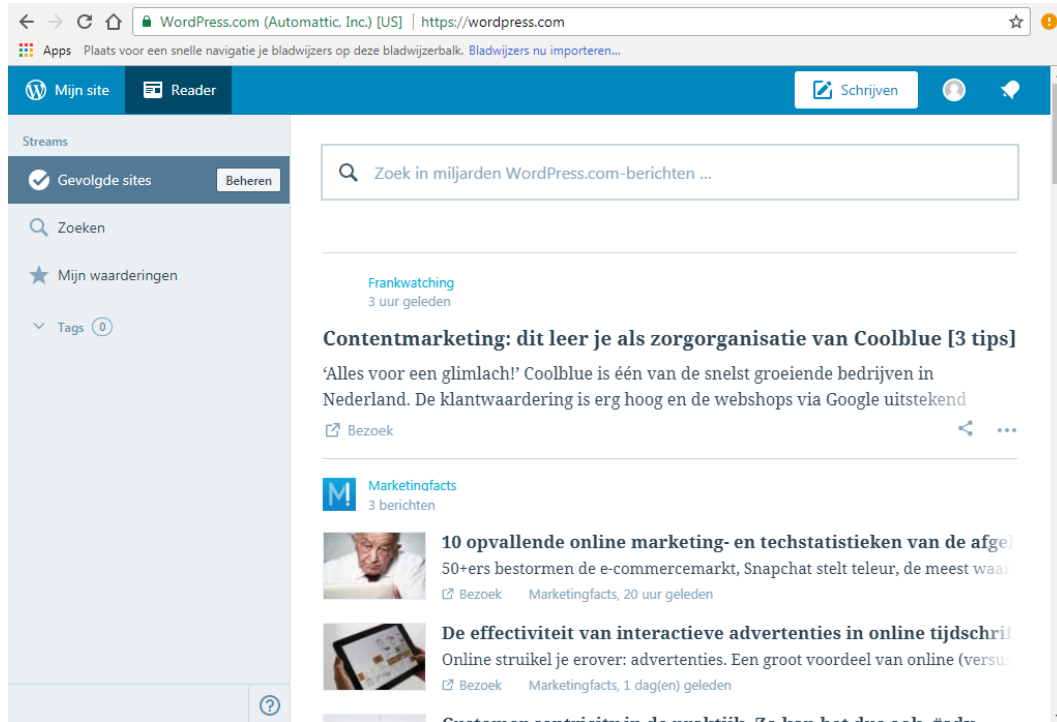 WordPress.com (Automattic, Inc.) [US] | https://wordpress.com
Apps Plaats voor een snelle navigatie je bladwijzers op deze bladwijzerbalk. Bladwijzers nu importeren...
Mijn site Reader Schrijven
Streams
Gevolgde sites Beheren
Zoeken
Mijn waarderingen
Tags 0
Zoek in miljarden WordPress.com-berichten ...
Frankwatching
3 uur geleden
Contentmarketing: dit leer je als zorgorganisatie van Coolblue [3 tips]
‘Alles voor een glimlach!’ Coolblue is één van de snelst groeiende bedrijven in
Nederland. De klantwaardering is erg hoog en de webshops via Google uitstekend
Bezoek
M!
Marketingfacts
3 berichten
10 opvallende online marketing- en techstatistieken van de afgel
50+ers bestormen de e-commercemarkt, Snapchat stelt teleur, de meest waar
Bezoek Marketingfacts, 20 uur geleden
De effectiviteit van interactieve advertenties in online tijdschrif
Online struikel je erover: advertenties. Een groot voordeel van online (versus
Bezoek Marketingfacts, 1 dag(en) geleden